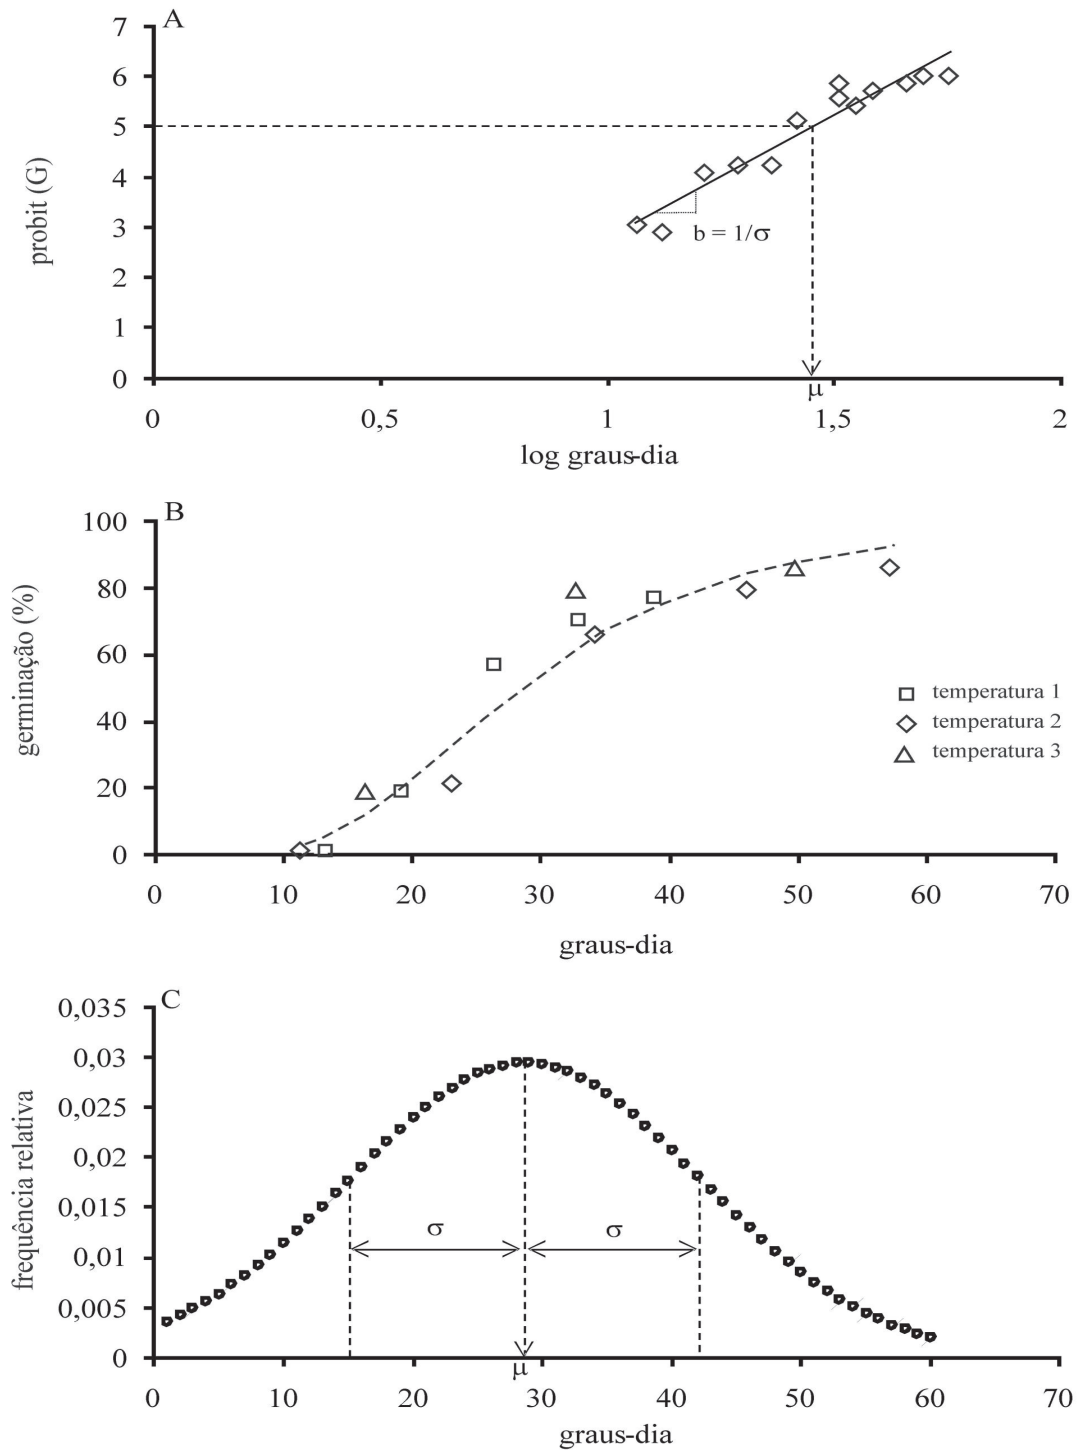 A
7
6
5
4
3
2
1
0
probit (G)
b = 1/σ
μ
0 0,5 1 1,5 2
log graus-dia
B
100
80
60
40
20
0
germinação (%)
temperatura 1
temperatura 2
temperatura 3
0 10 20 30 40 50 60 70
graus-dia
C
0,035
0,03
0,025
0,02
0,015
0,01
0,005
0
frequência relativa
σ σ
μ
0 10 20 30 40 50 60 70
graus-dia